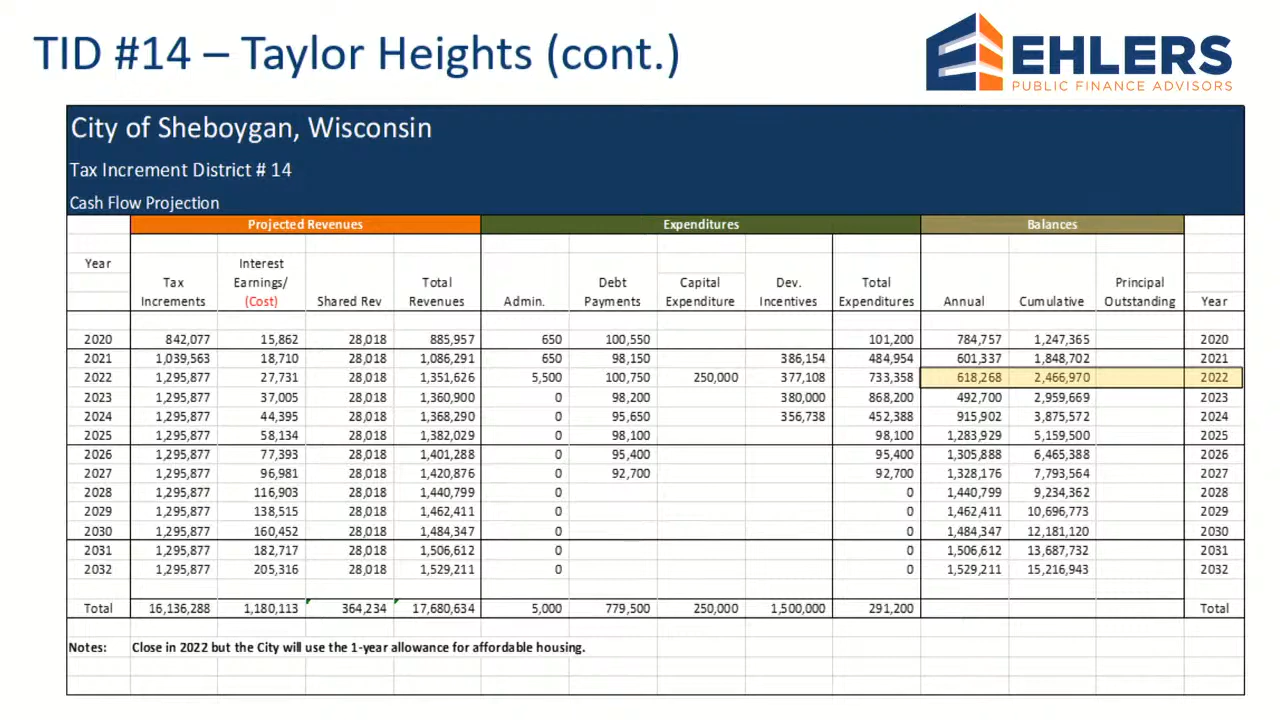 TID #14 – Taylor Heights (cont.)
EHLERS
PUBLIC FINANCE ADVISORS
City of Sheboygan, Wisconsin
Tax Increment District # 14
Cash Flow Projection
Projected Revenues Expenditures Balances
Year Tax Increments Interest Earnings/ (Cost) Shared Rev Total Revenues Admin. Debt Payments Capital Expenditure Dev. Incentives Total Expenditures Annual Cumulative Principal Outstanding Year
2020 842,077 15,862 28,018 885,957 650 100,550 101,200 784,757 1,247,365 2020
2021 1,039,563 18,710 28,018 1,086,291 650 98,150 386,154 484,954 601,337 1,848,702 2021
2022 1,295,877 27,731 28,018 1,351,626 5,500 100,750 250,000 377,108 733,358 618,268 2,466,970 2022
2023 1,295,877 37,005 28,018 1,360,900 0 98,200 380,000 868,200 492,700 2,959,669 2023
2024 1,295,877 44,395 28,018 1,368,290 0 95,650 356,738 452,388 915,902 3,875,572 2024
2025 1,295,877 58,134 28,018 1,382,029 0 98,100 98,100 1,283,929 5,159,500 2025
2026 1,295,877 77,393 28,018 1,401,288 0 95,400 95,400 1,305,888 6,465,388 2026
2027 1,295,877 96,981 28,018 1,420,876 0 92,700 92,700 1,328,176 7,793,564 2027
2028 1,295,877 116,903 28,018 1,440,799 0 0 1,440,799 9,234,362 2028
2029 1,295,877 138,515 28,018 1,462,411 0 0 1,462,411 10,696,773 2029
2030 1,295,877 160,452 28,018 1,484,347 0 0 1,484,347 12,181,120 2030
2031 1,295,877 182,717 28,018 1,506,612 0 0 1,506,612 13,687,732 2031
2032 1,295,877 205,316 28,018 1,529,211 0 0 1,529,211 15,216,943 2032
Total 16,136,288 1,180,113 364,234 17,680,634 5,000 779,500 250,000 1,500,000 291,200 Total
Notes: Close in 2022 but the City will use the 1-year allowance for affordable housing.